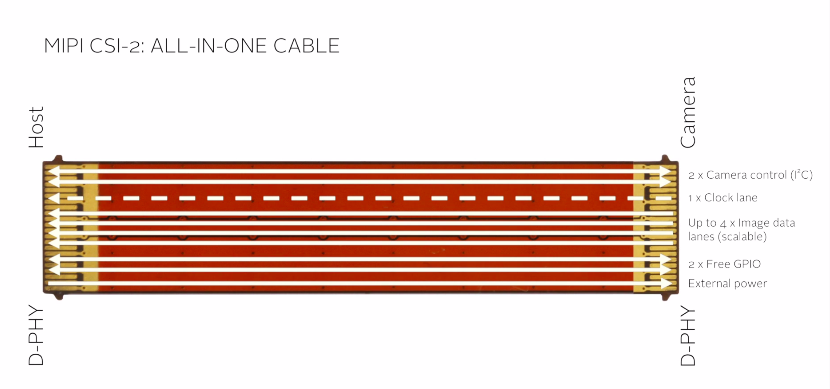 MIPI CSI-2: ALL-IN-ONE CABLE
Host
Camera
2 x Camera control (I²C)
1 x Clock lane
Up to 4 x Image data
lanes (scalable)
2 x Free GPIO
External power
D-PHY
D-PHY